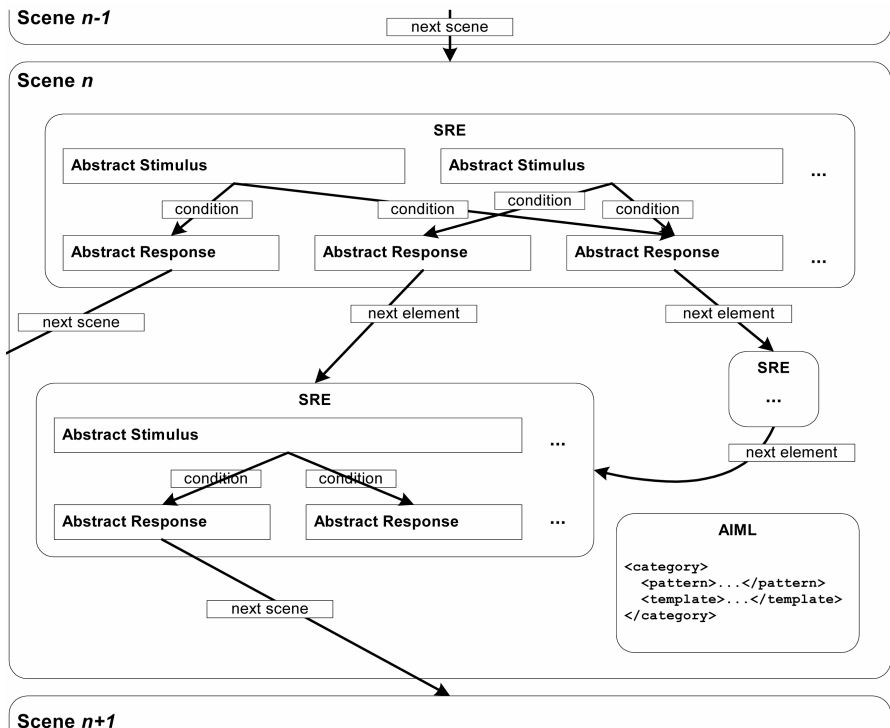 Scene n-1
next scene
Scene n
SRE
Abstract Stimulus
Abstract Stimulus
...
condition
condition
condition
condition
Abstract Response
Abstract Response
Abstract Response
...
next scene
next element
next element
SRE
...
SRE
Abstract Stimulus
...
next element
condition
condition
Abstract Response
Abstract Response
...
AIML
<category>
<pattern>...</pattern>
<template>...</template>
</category>
next scene
Scene n+1